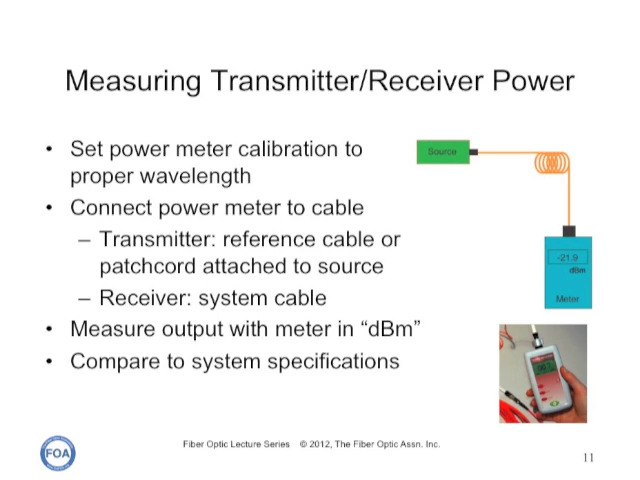 Measuring Transmitter/Receiver Power
• Set power meter calibration to
proper wavelength
• Connect power meter to cable
– Transmitter: reference cable or
patchcord attached to source
– Receiver: system cable
• Measure output with meter in “dBm”
• Compare to system specifications
Source
-21.9
dBm
Meter
FOA
Fiber Optic Lecture Series © 2012, The Fiber Optic Assn. Inc.
11